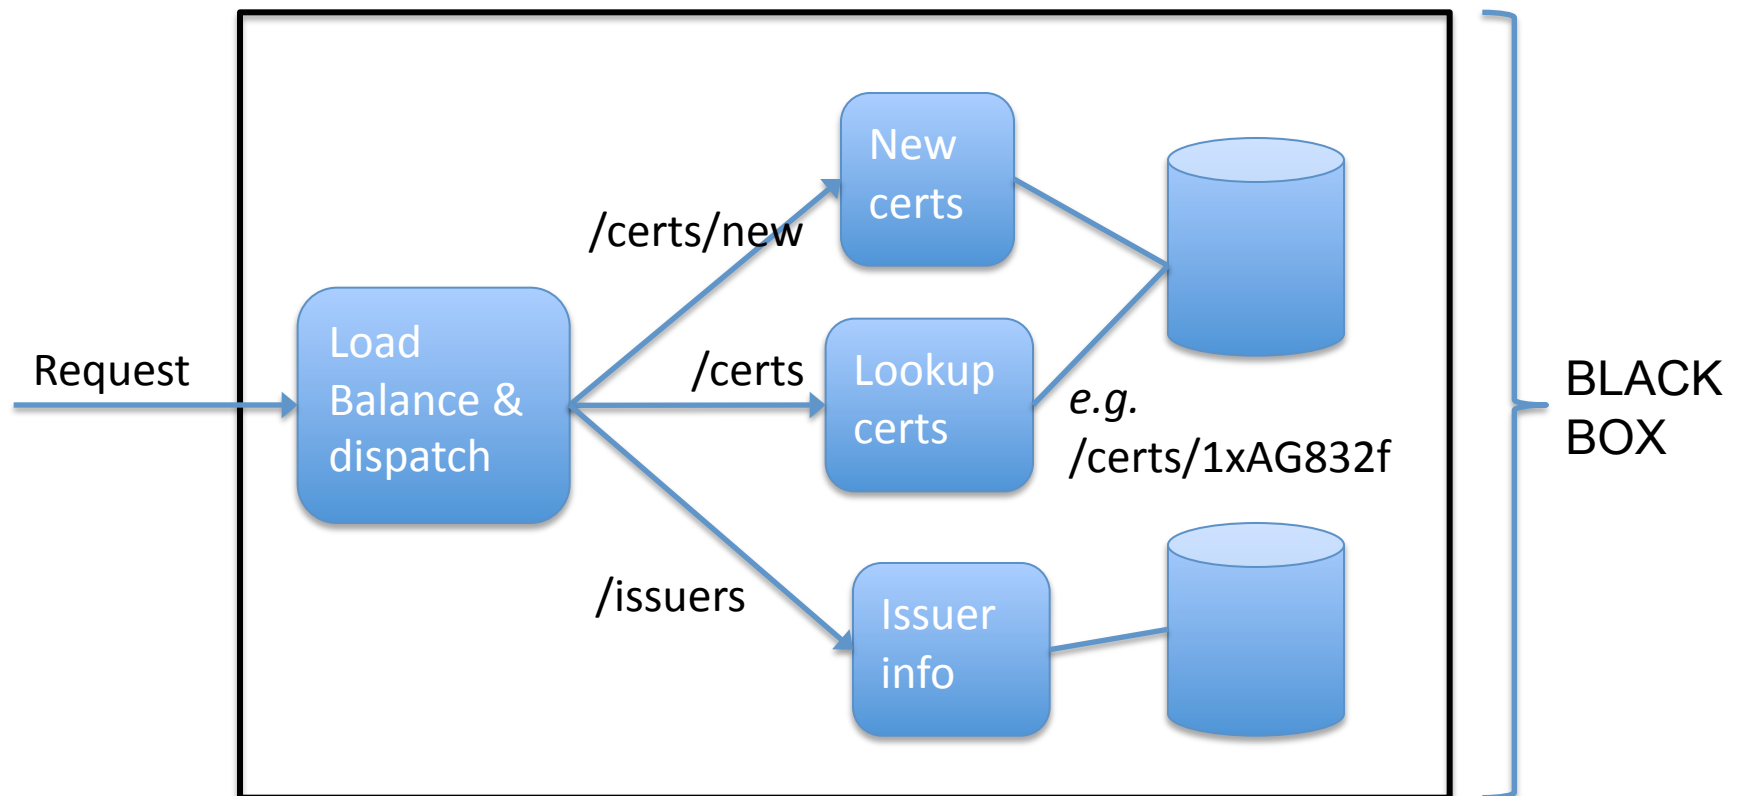 Request
Load
Balance &
dispatch
/certs/new
/certs
/issuers
New
certs
Lookup
certs
Issuer
info
e.g.
/certs/1xAG832f
BLACK
BOX